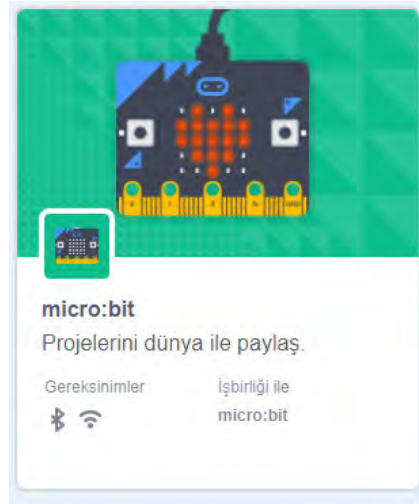 micro:bit
Projelerini dünya ile paylaş.
Gereksinimler İşbirliği ile
micro:bit